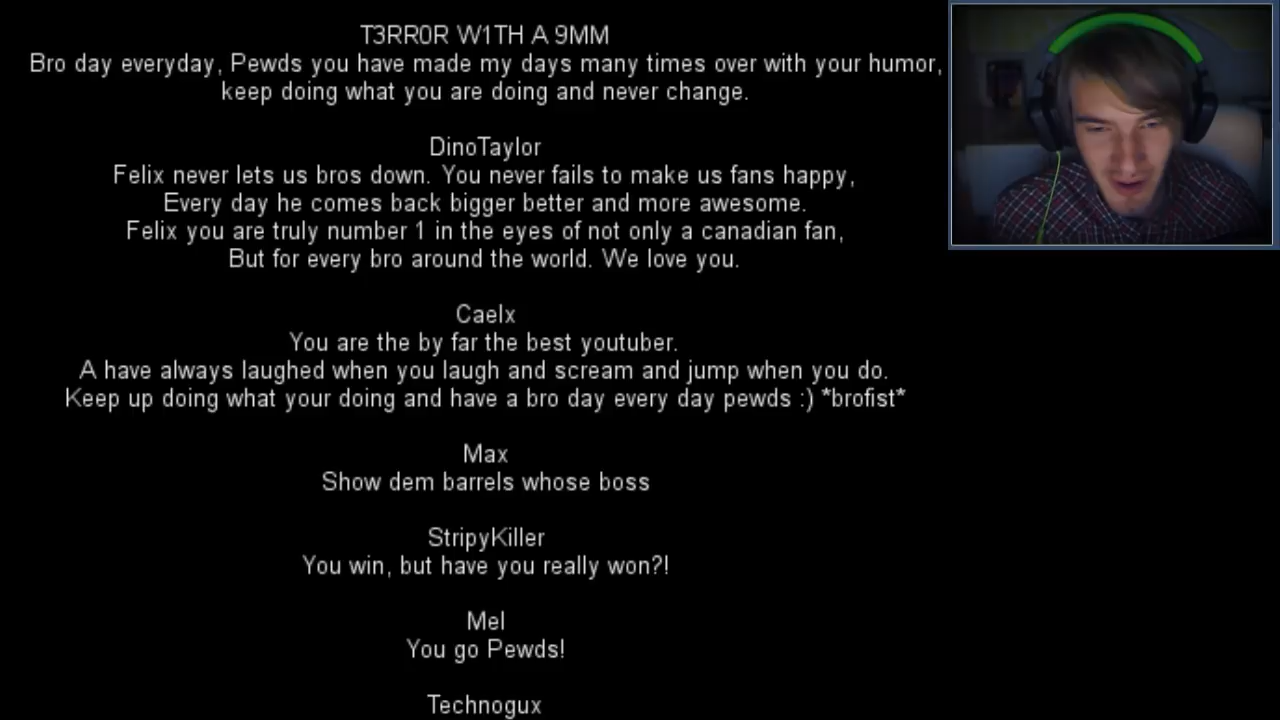 T3RR0R W1TH A 9MM
Bro day everyday, Pewds you have made my days many times over with your humor,
keep doing what you are doing and never change.
DinoTaylor
Felix never lets us bros down. You never fails to make us fans happy,
Every day he comes back bigger better and more awesome.
Felix you are truly number 1 in the eyes of not only a canadian fan,
But for every bro around the world. We love you.
Caelx
You are the by far the best youtuber.
A have always laughed when you laugh and scream and jump when you do.
Keep up doing what your doing and have a bro day every day pewds :) *brofist*
Max
Show dem barrels whose boss
StripyKiller
You win, but have you really won?!
Mel
You go Pewds!
Technogux